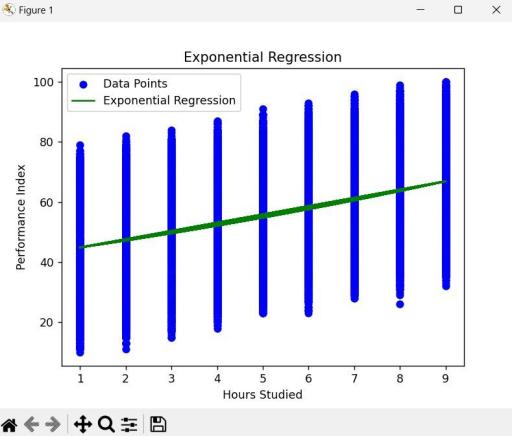 Figure 1
Exponential Regression
Data Points
Exponential Regression
Performance Index
100
80
60
40
20
1 2 3 4 5 6 7 8 9
Hours Studied